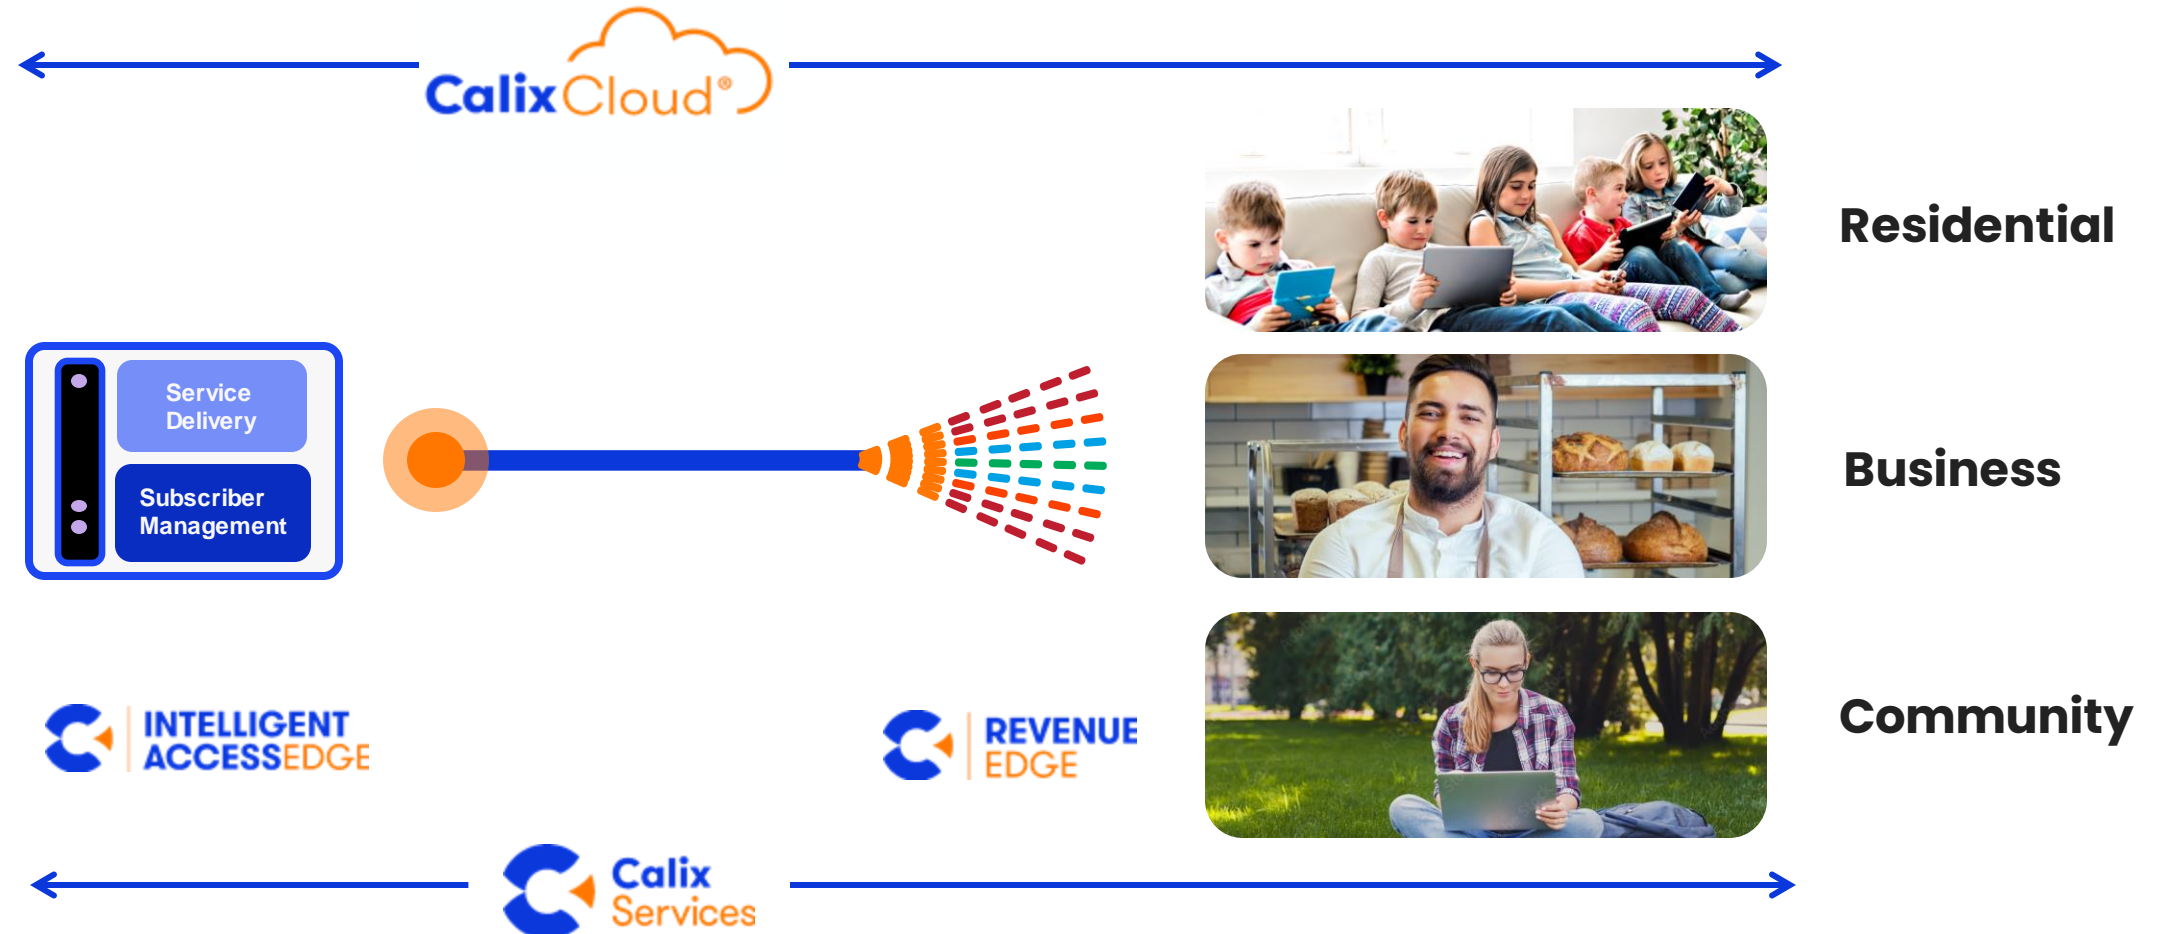 CalixCloud®
Residential
Service
Delivery
Subscriber
Management
Business
INTELLIGENT
ACCESSEDGE
REVENUE
EDGE
Community
Calix
Services